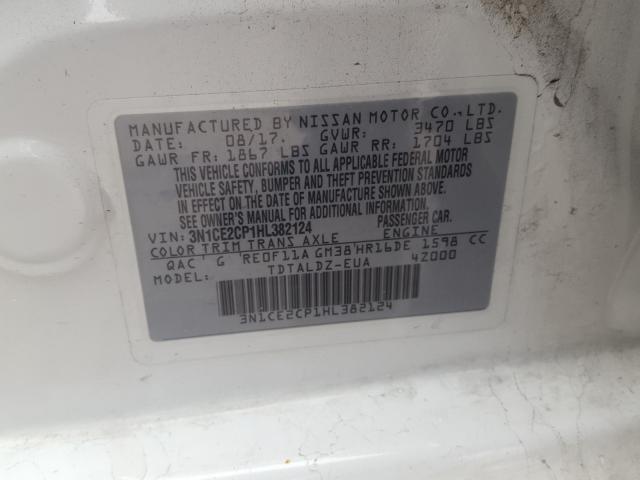 MANUFACTURED BY NISSAN MOTOR CO.,LTD.
DATE: 08/17. GVWR: 3470 LBS
GAWR FR: 1867 LBS GAWR RR: 1704 LBS
THIS VEHICLE CONFORMS TO ALL APPLICABLE FEDERAL MOTOR
VEHICLE SAFETY, BUMPER AND THEFT PREVENTION STANDARDS
IN EFFECT ON THE DATE OF MANUFACTURE SHOWN ABOVE.
SEE OWNER'S MANUAL FOR ADDITIONAL INFORMATION.
VIN: 3N1CE2CP1HL382124 PASSENGER CAR.
COLOR TRIM TRANS AXLE ENGINE
QAC' G 'RE0F11A GM38'HR16DE 1598 CC
MODEL: TDTALDZ-EUA 4Z000
3N1CE2CP1HL382124